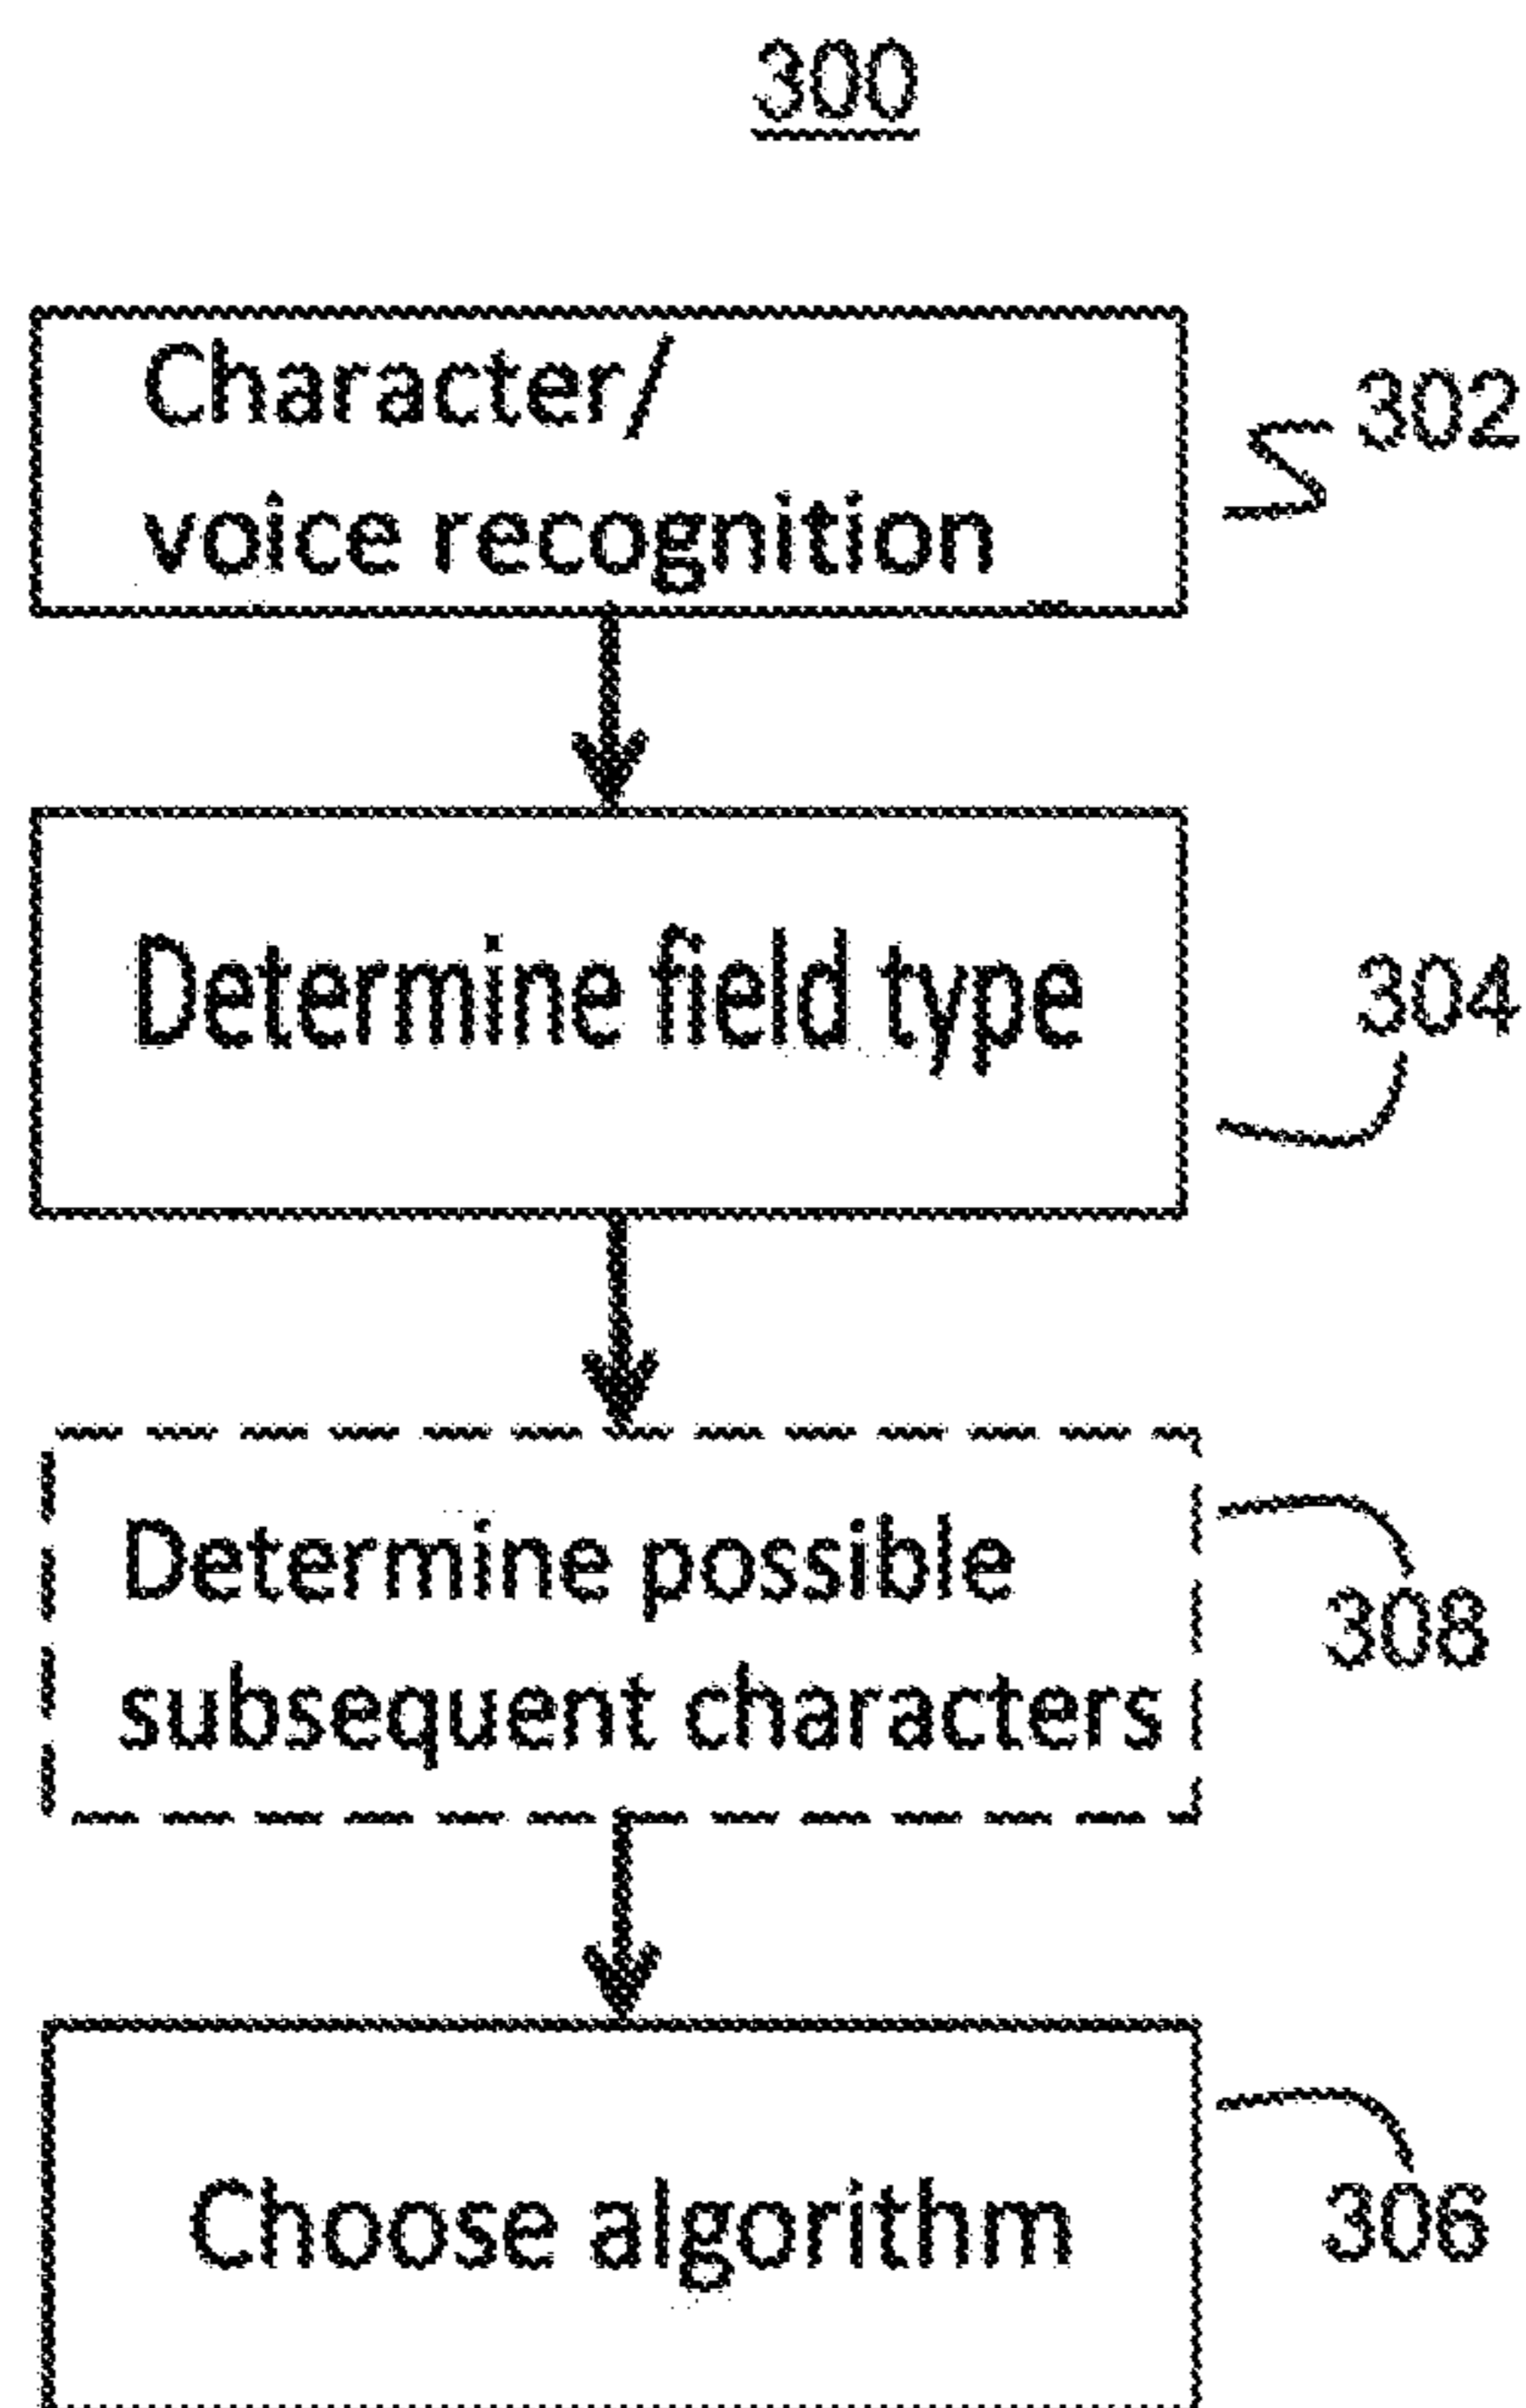 300
Character/
voice recognition
302
Determine field type
304
Determine possible
subsequent characters
308
Choose algorithm
306